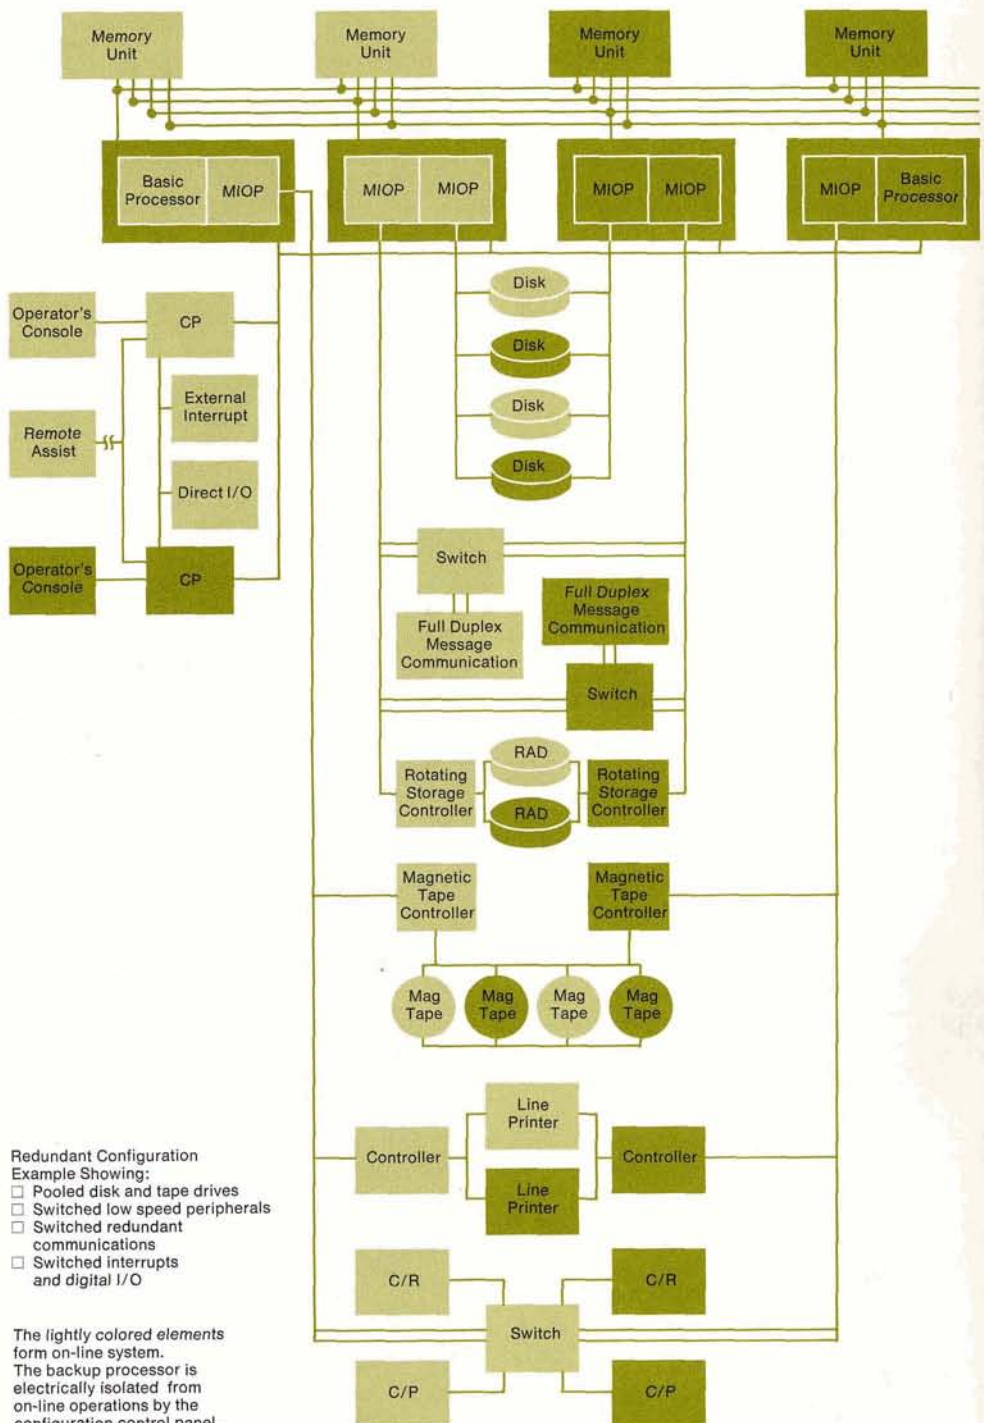 Memory
Unit
Memory
Unit
Memory
Unit
Memory
Unit
Basic
Processor
MIOP
MIOP
MIOP
MIOP
MIOP
MIOP
Basic
Processor
Operator's
Console
CP
External
Interrupt
Remote
Assist
Direct I/O
Operator's
Console
CP
Disk
Disk
Disk
Disk
Switch
Full Duplex
Message
Communication
Full Duplex
Message
Communication
Switch
RAD
Rotating
Storage
Controller
RAD
Rotating
Storage
Controller
Magnetic
Tape
Controller
Magnetic
Tape
Controller
Mag
Tape
Mag
Tape
Mag
Tape
Mag
Tape
Line
Printer
Controller
Controller
Line
Printer
C/R
C/R
Switch
C/P
C/P
Redundant Configuration
Example Showing:
□ Pooled disk and tape drives
□ Switched low speed peripherals
□ Switched redundant
communications
□ Switched interrupts
and digital I/O
The lightly colored elements
form on-line system.
The backup processor is
electrically isolated from
on-line operations by the
configuration control panel